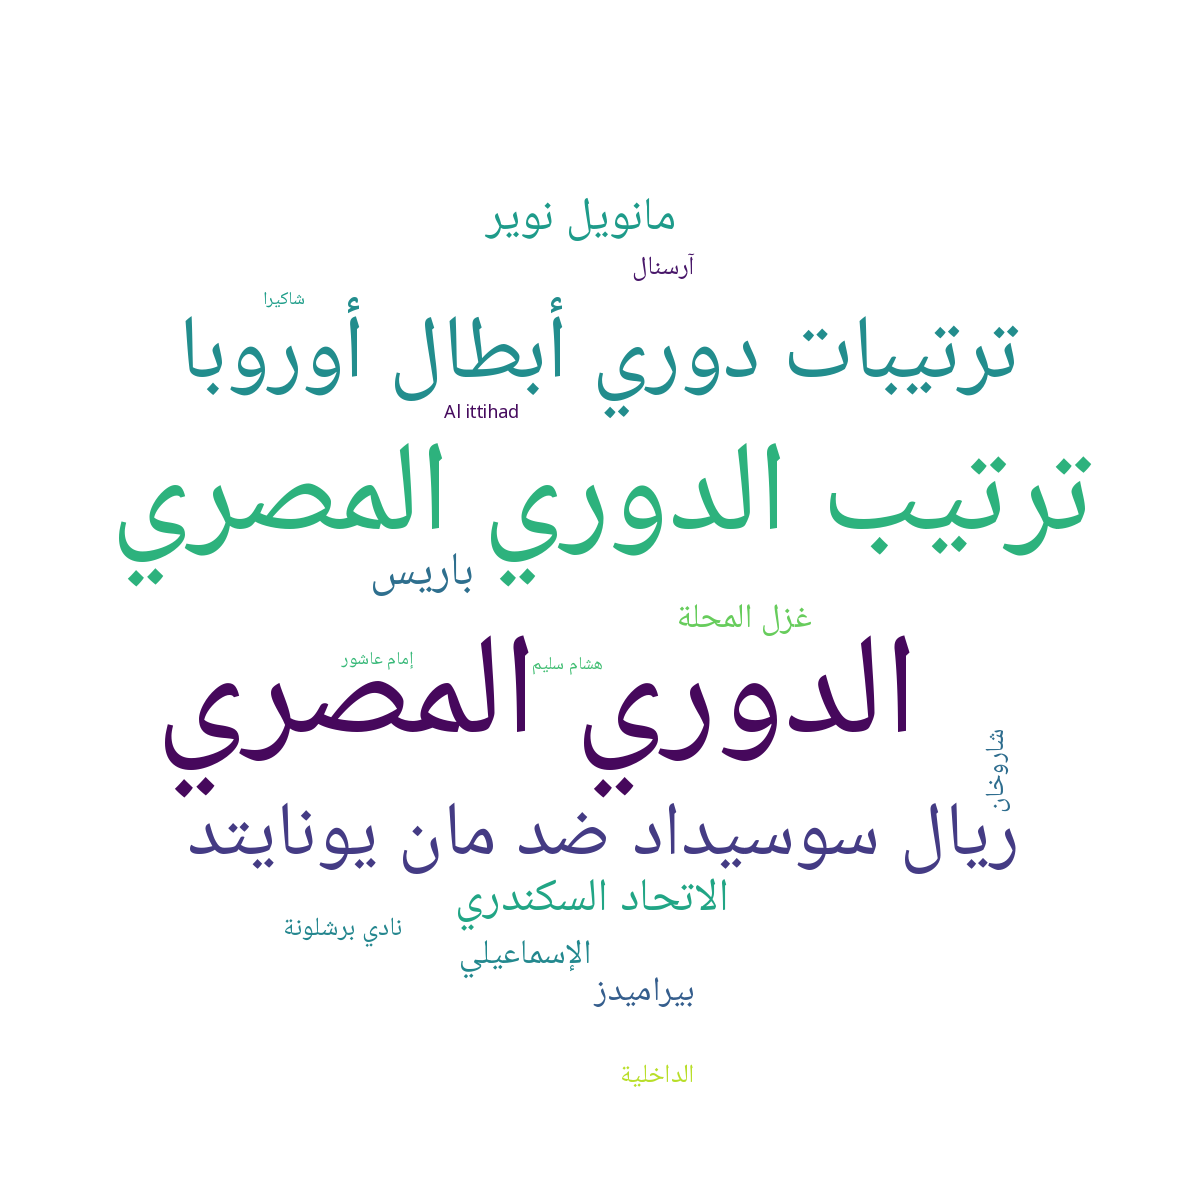 مانويل نوير
آرسنال
شاكيرا
ترتيبات دوري أبطال أوروبا
Al ittihad
ترتيب الدوري المصري
باريس
غزل المحلة
إمام عاشور
هشام سليم
الدوري المصري
شاروخان
ريال سوسيداد ضد مان يونايتد
الاتحاد السكندري
نادي برشلونة
الإسماعيلي
بيراميدز
الداخلية